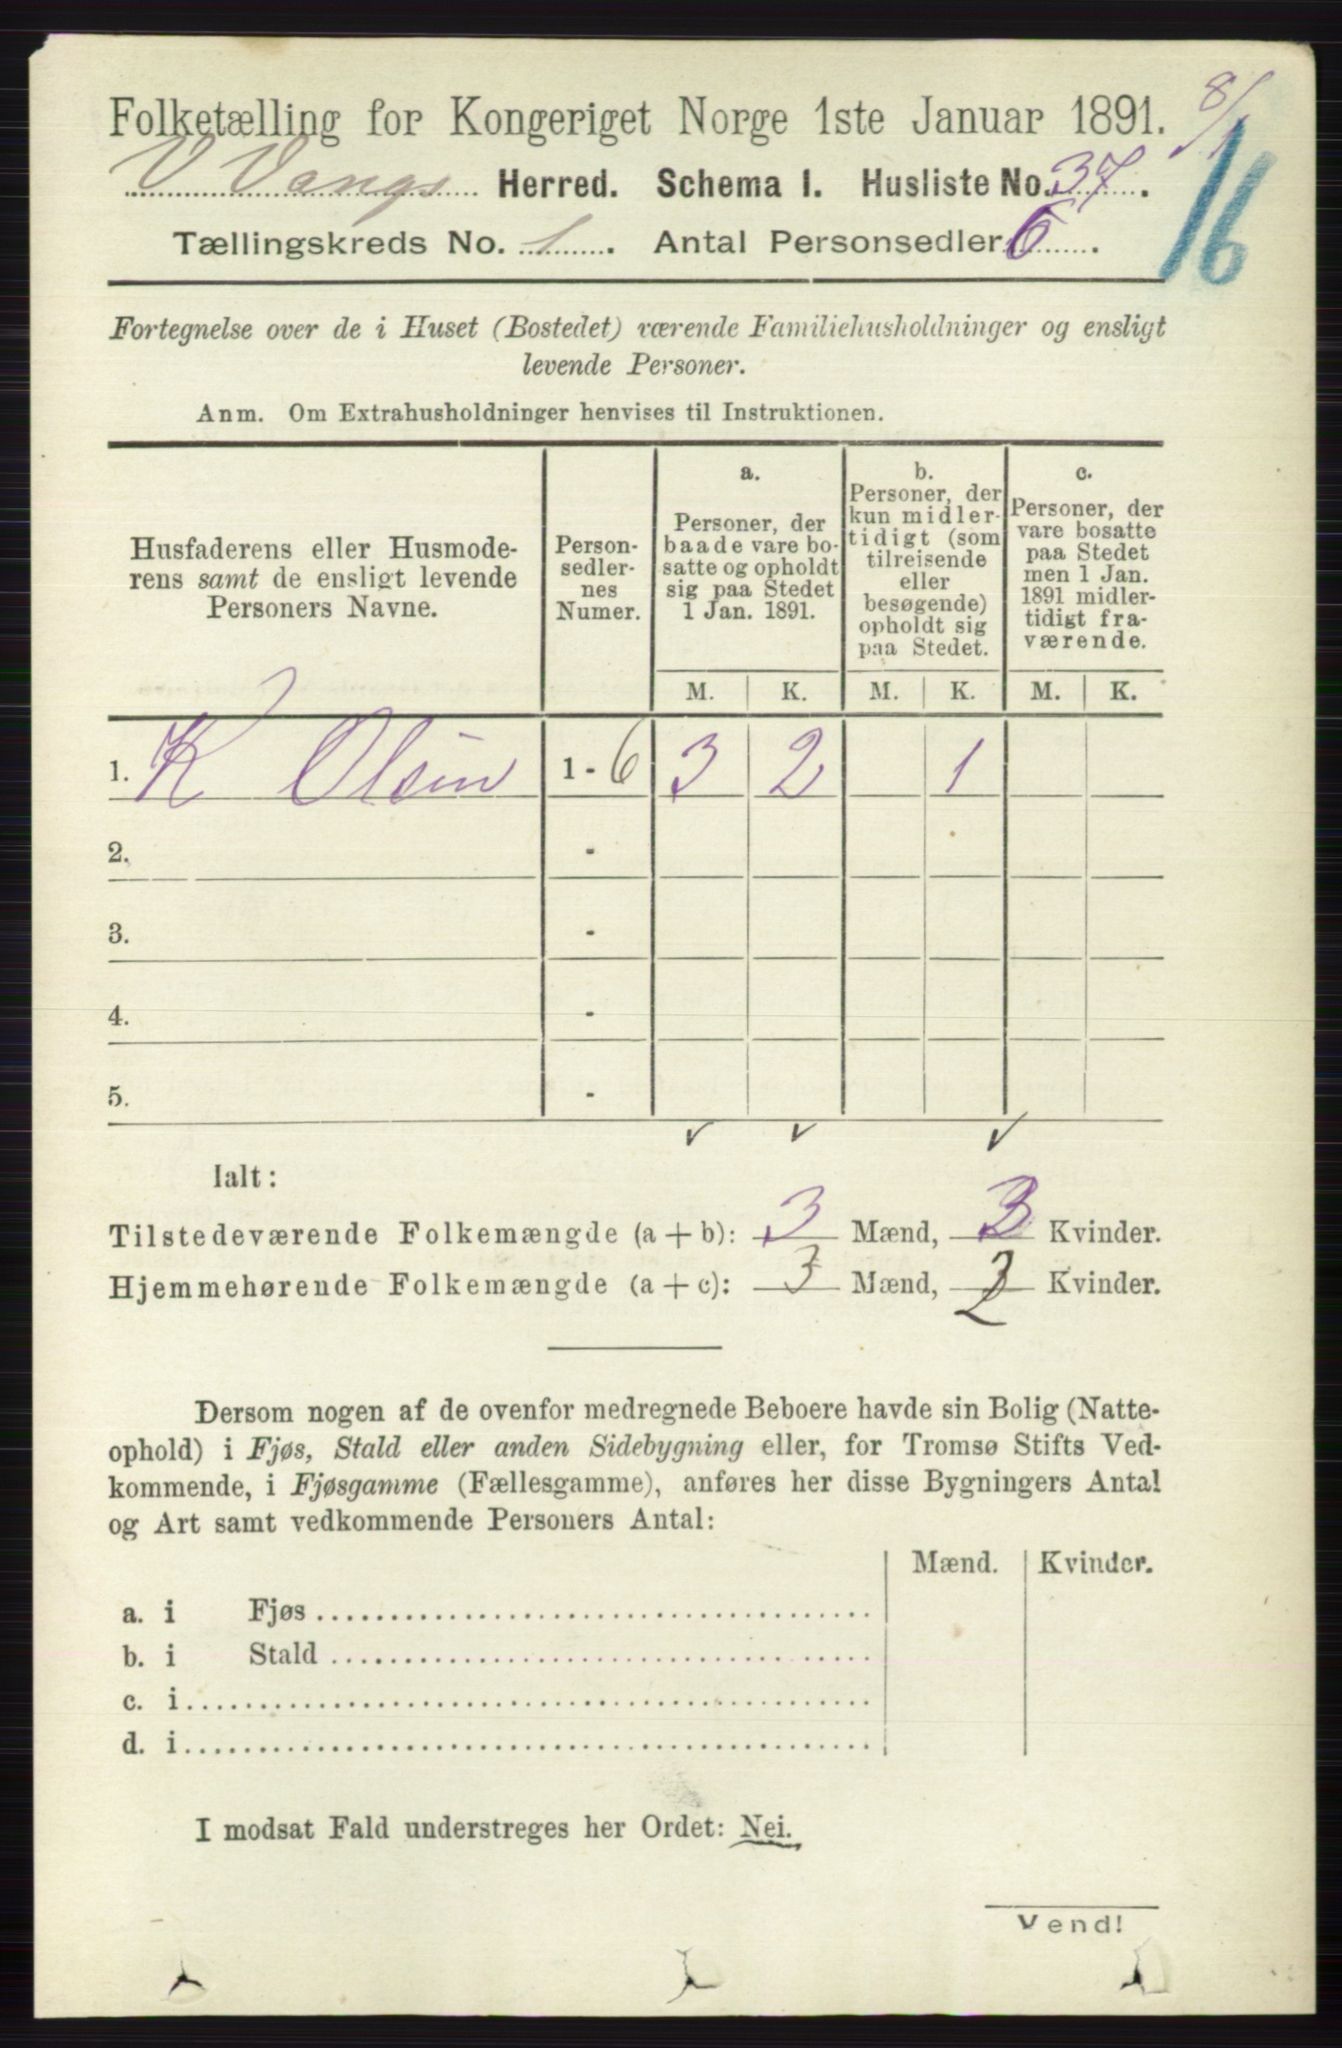 Folketælling for Kongeriget Norge 1ste Januar 1891.
8/1
V Vangs Herred. Schema 1. Husliste No. 37.
16
Tællingskreds No. 1. Antal Personsedler 6.
Fortegnelse over de i Huset (Bostedet) værende Familiehusholdninger og ensligt
levende Personer.
Anm. Om Extrahusholdninger henvises til Instruktionen.
Husfaderens eller Husmode-
rens samt de ensligt levende
Personers Navne.
Person-
sedler-
nes
Numer.
a.
Personer, der
baade vare bo-
satte og opholdt
sig paa Stedet
1 Jan. 1891.
b.
Personer, der
kun midler-
tidigt (som
tilreisende
eller
besøgende)
opholdt sig
paa Stedet.
c.
Personer, der
vare bosatte
paa Stedet
men 1 Jan.
1891 midler-
tidigt fra-
værende.
M. K. M. K. M. K.
1. K Olsen 1 - 6 3 2 1
2. -
3. -
4. -
5. -
Ialt:
Tilstedeværende Folkemængde (a + b): 3 Mænd, 3 Kvinder.
Hjemmehørende Folkemængde (a + c): 3 Mænd, 2 Kvinder.
Dersom nogen af de ovenfor medregnede Beboere havde sin Bolig (Natte-
ophold) i Fjøs, Stald eller anden Sidebygning eller, for Tromsø Stifts Ved-
kommende, i Fjøsgamme (Fællesgamme), anføres her disse Bygningers Antal
og Art samt vedkommende Personers Antal:
Mænd. Kvinder.
a. i Fjøs
b. i Stald
c. i
d. i
I modsat Fald understreges her Ordet: Nei.
Vend!